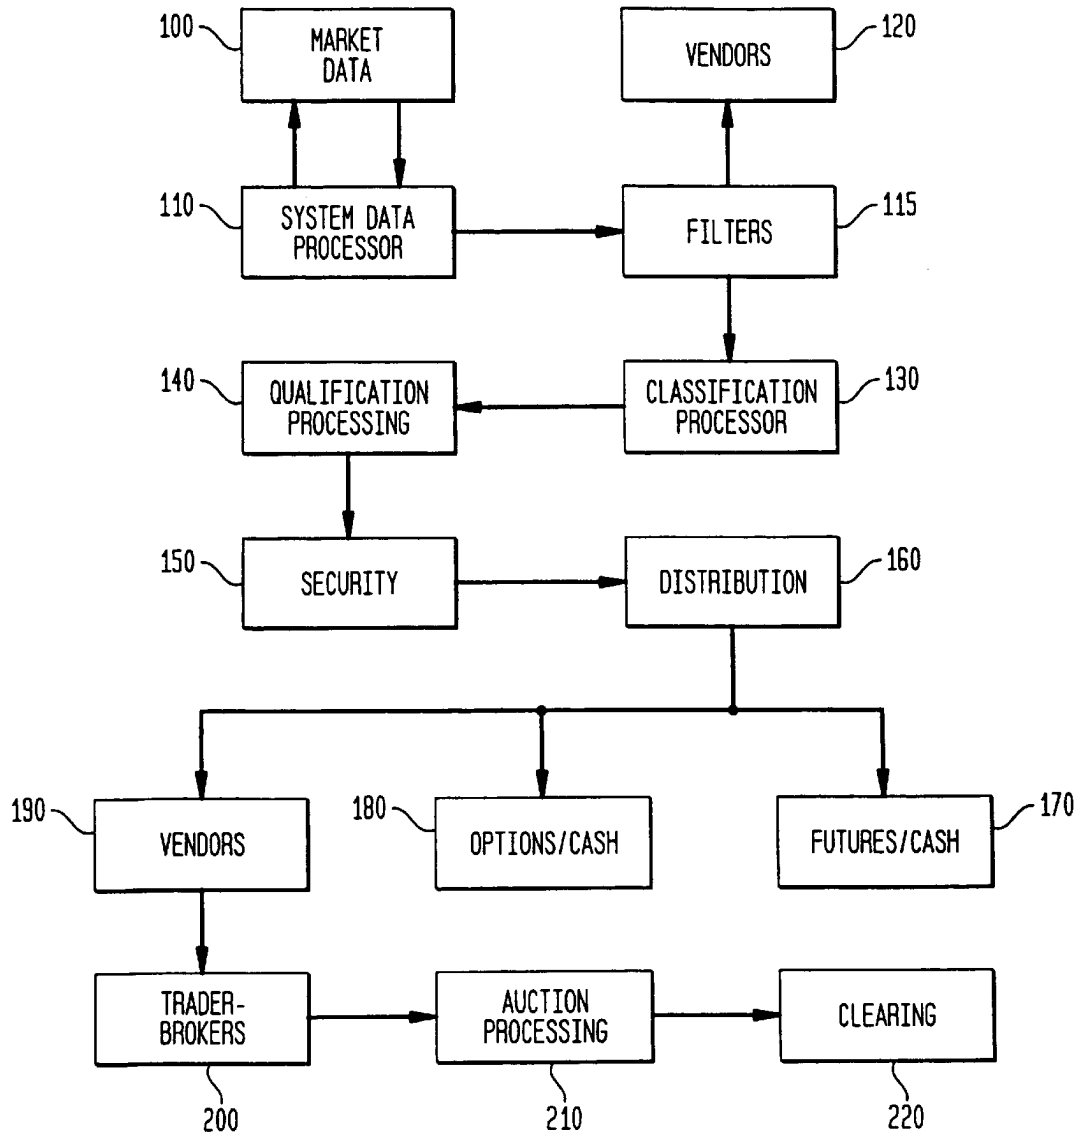 100
MARKET
DATA
VENDORS
120
110
SYSTEM DATA
PROCESSOR
FILTERS
115
140
QUALIFICATION
PROCESSING
CLASSIFICATION
PROCESSOR
130
150
SECURITY
DISTRIBUTION
160
190
VENDORS
180
OPTIONS/CASH
FUTURES/CASH
170
TRADER-
BROKERS
AUCTION
PROCESSING
CLEARING
200
210
220